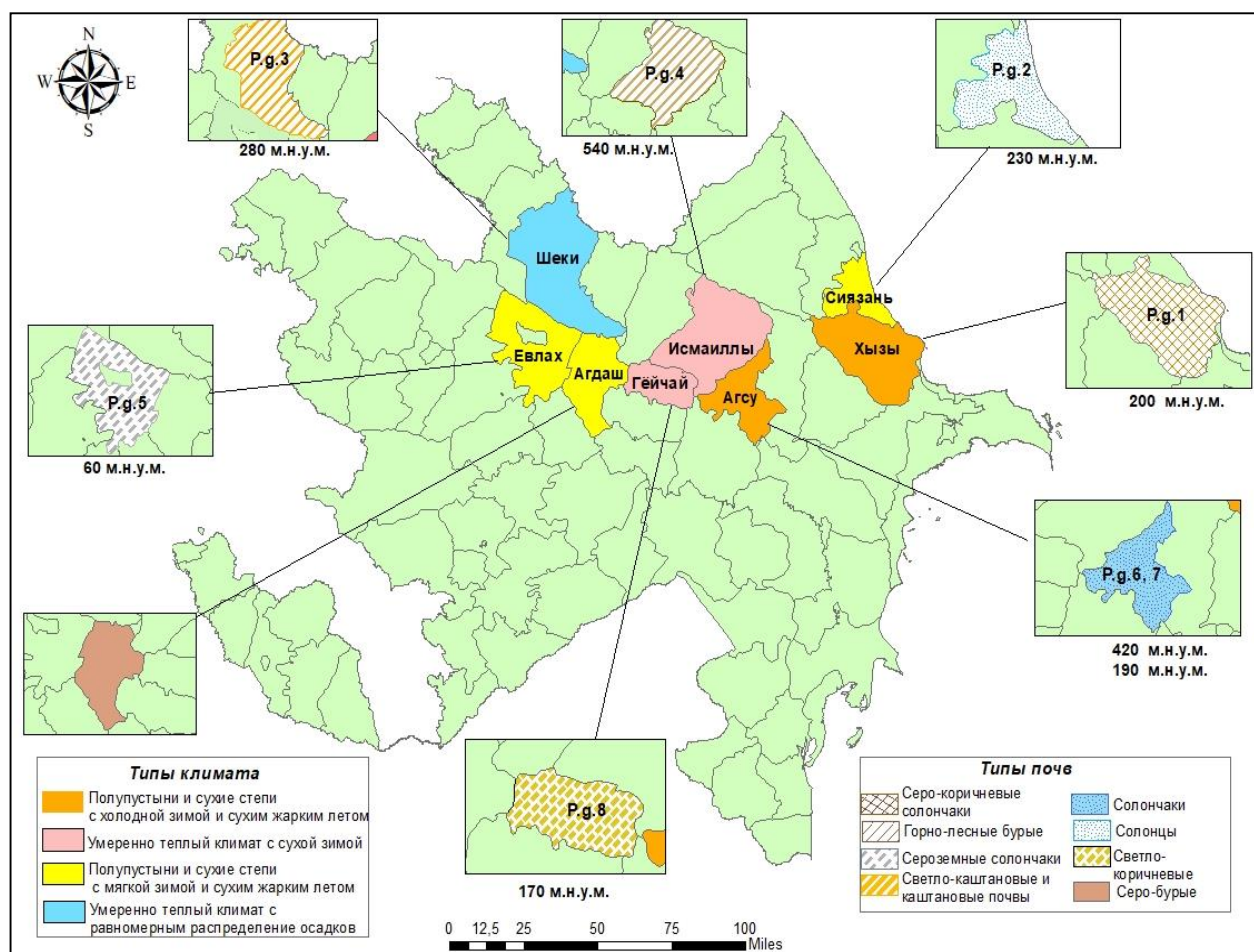 N
W E
S
P.g.3
280 м.н.у.м.
P.g.4
540 м.н.у.м.
P.g.2
230 м.н.у.м.
Шеки
Сиязань
P.g.1
200 м.н.у.м.
Исмаиллы
Хызы
Евлах
Агдаш
Гёйчай
Агсу
P.g.5
60 м.н.у.м.
P.g.6, 7
420 м.н.у.м.
190 м.н.у.м.
P.g.8
170 м.н.у.м.
Типы климата
Полупустыни и сухие степи
с холодной зимой и сухим жарким летом
Умеренно теплый климат с сухой зимой
Полупустыни и сухие степи
с мягкой зимой и сухим жарким летом
Умеренно теплый климат с
равномерным распределение осадков
Типы почв
Серо-коричневые
солончаки
Горно-лесные бурые
Сероземные солончаки
Светло-каштановые и
каштановые почвы
Солончаки
Солонцы
Светло-
коричневые
Серо-бурые
0 12,5 25 50 75 100
Miles